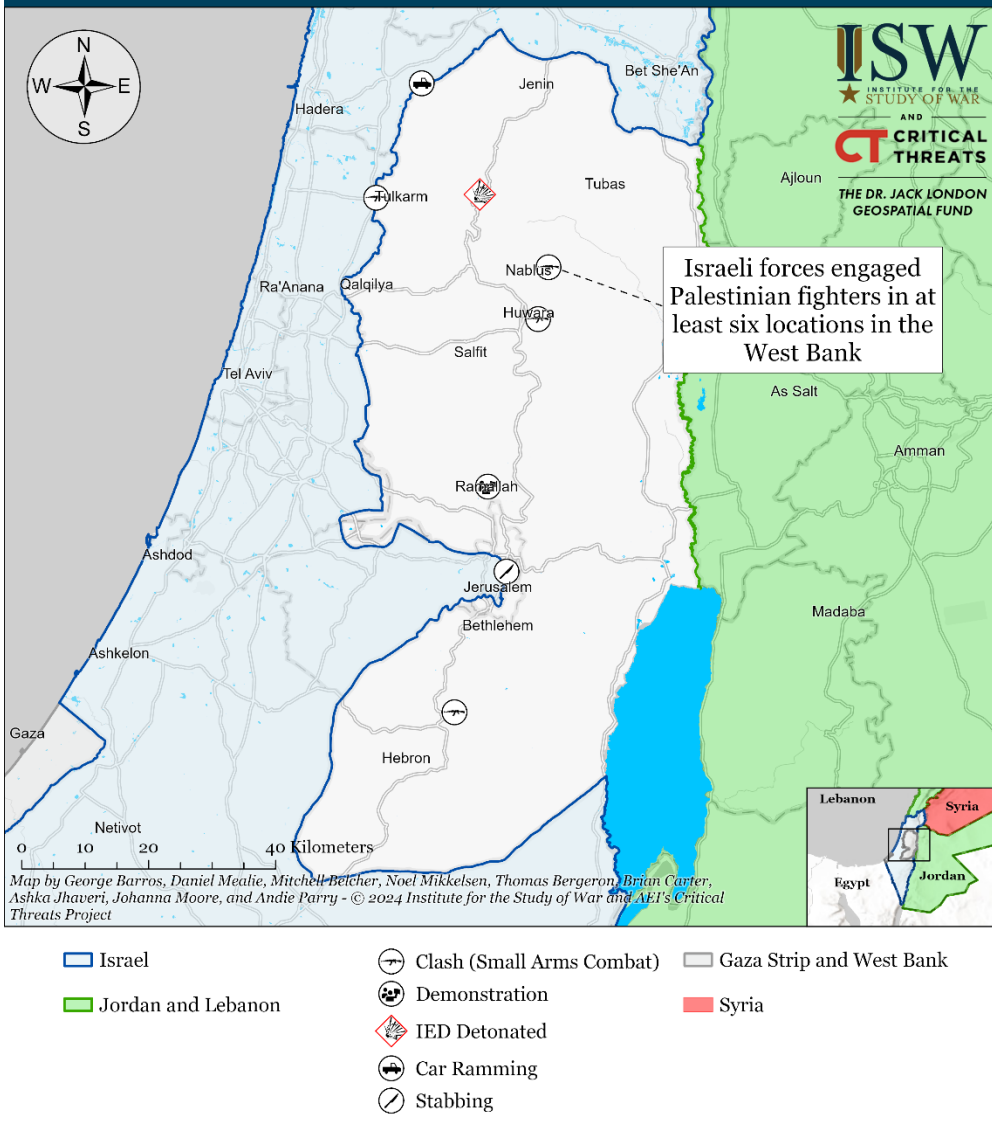 N
W
E
S
ISW
INSTITUTE FOR THE
STUDY OF WAR
AND
CT CRITICAL
THREATS
THE DR. JACK LONDON
GEOSPATIAL FUND
Bet She'An
Jenin
Hadera
Ajloun
Tubas
Tulkarm
Nablus
Ra'Anana
Qalqilya
Huwara
Israeli forces engaged
Palestinian fighters in at
least six locations in the
West Bank
Salfit
Tel Aviv
As Salt
Amman
Ramallah
Ashdod
Jerusalem
Madaba
Bethlehem
Ashkelon
Gaza
Hebron
Netivot
0 10 20 40 Kilometers
Map by George Barros, Daniel Mealie, Mitchell Belcher, Noel Mikkelsen, Thomas Bergeron, Brian Carter,
Ashka Jhaveri, Johanna Moore, and Andie Parry - © 2024 Institute for the Study of War and AEI's Critical
Threats Project
Lebanon
Syria
Egypt
Jordan
Israel
Clash (Small Arms Combat)
Gaza Strip and West Bank
Demonstration
Jordan and Lebanon
Syria
IED Detonated
Car Ramming
Stabbing